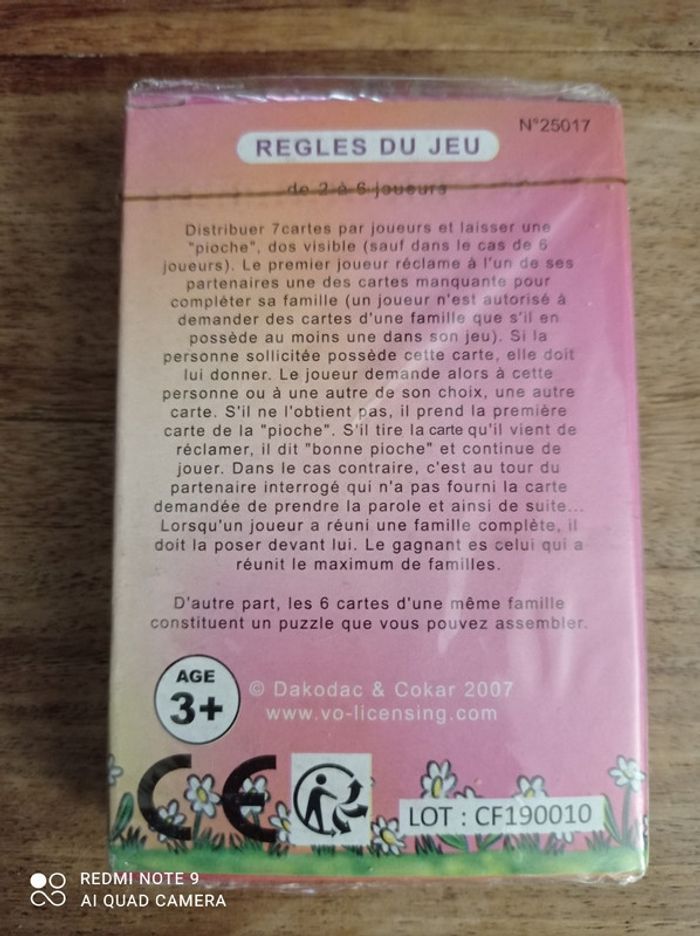 N°25017
REGLES DU JEU
de 2 à 6 joueurs
Distribuer 7cartes par joueurs et laisser une
"pioche", dos visible (sauf dans le cas de 6
joueurs). Le premier joueur réclame à l'un de ses
partenaires une des cartes manquante pour
compléter sa famille (un joueur n'est autorisé à
demander des cartes d'une famille que s'il en
possède au moins une dans son jeu). Si la
personne sollicitée possède cette carte, elle doit
lui donner. Le joueur demande alors à cette
personne ou à une autre de son choix, une autre
carte. S'il ne l'obtient pas, il prend la première
carte de la "pioche". S'il tire la carte qu'il vient de
réclamer, il dit "bonne pioche" et continue de
jouer. Dans le cas contraire, c'est au tour du
partenaire interrogé qui n'a pas fourni la carte
demandée de prendre la parole et ainsi de suite...
Lorsqu'un joueur a réuni une famille complète, il
doit la poser devant lui. Le gagnant es celui qui a
réunit le maximum de familles.
D'autre part, les 6 cartes d'une même famille
constituent un puzzle que vous pouvez assembler.
AGE
3+
© Dakodac & Cokar 2007
www.vo-licensing.com
CE
LOT : CF190010
REDMI NOTE 9
AI QUAD CAMERA